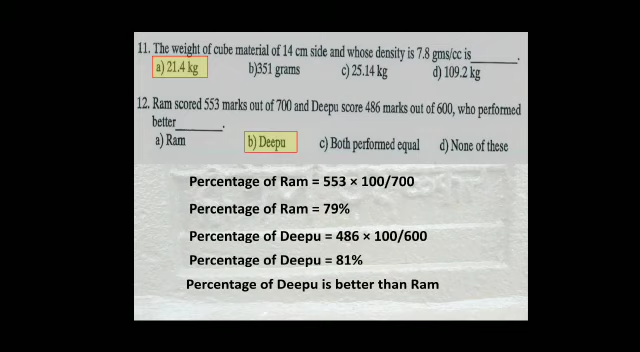 11. The weight of cube material of 14 cm side and whose density is 7.8 gms/cc is_______.
a) 21.4 kg b)351 grams c) 25.14 kg d) 109.2 kg
12. Ram scored 553 marks out of 700 and Deepu score 486 marks out of 600, who performed
better_______.
a) Ram b) Deepu c) Both performed equal d) None of these
Percentage of Ram = 553 × 100/700
Percentage of Ram = 79%
Percentage of Deepu = 486 × 100/600
Percentage of Deepu = 81%
Percentage of Deepu is better than Ram